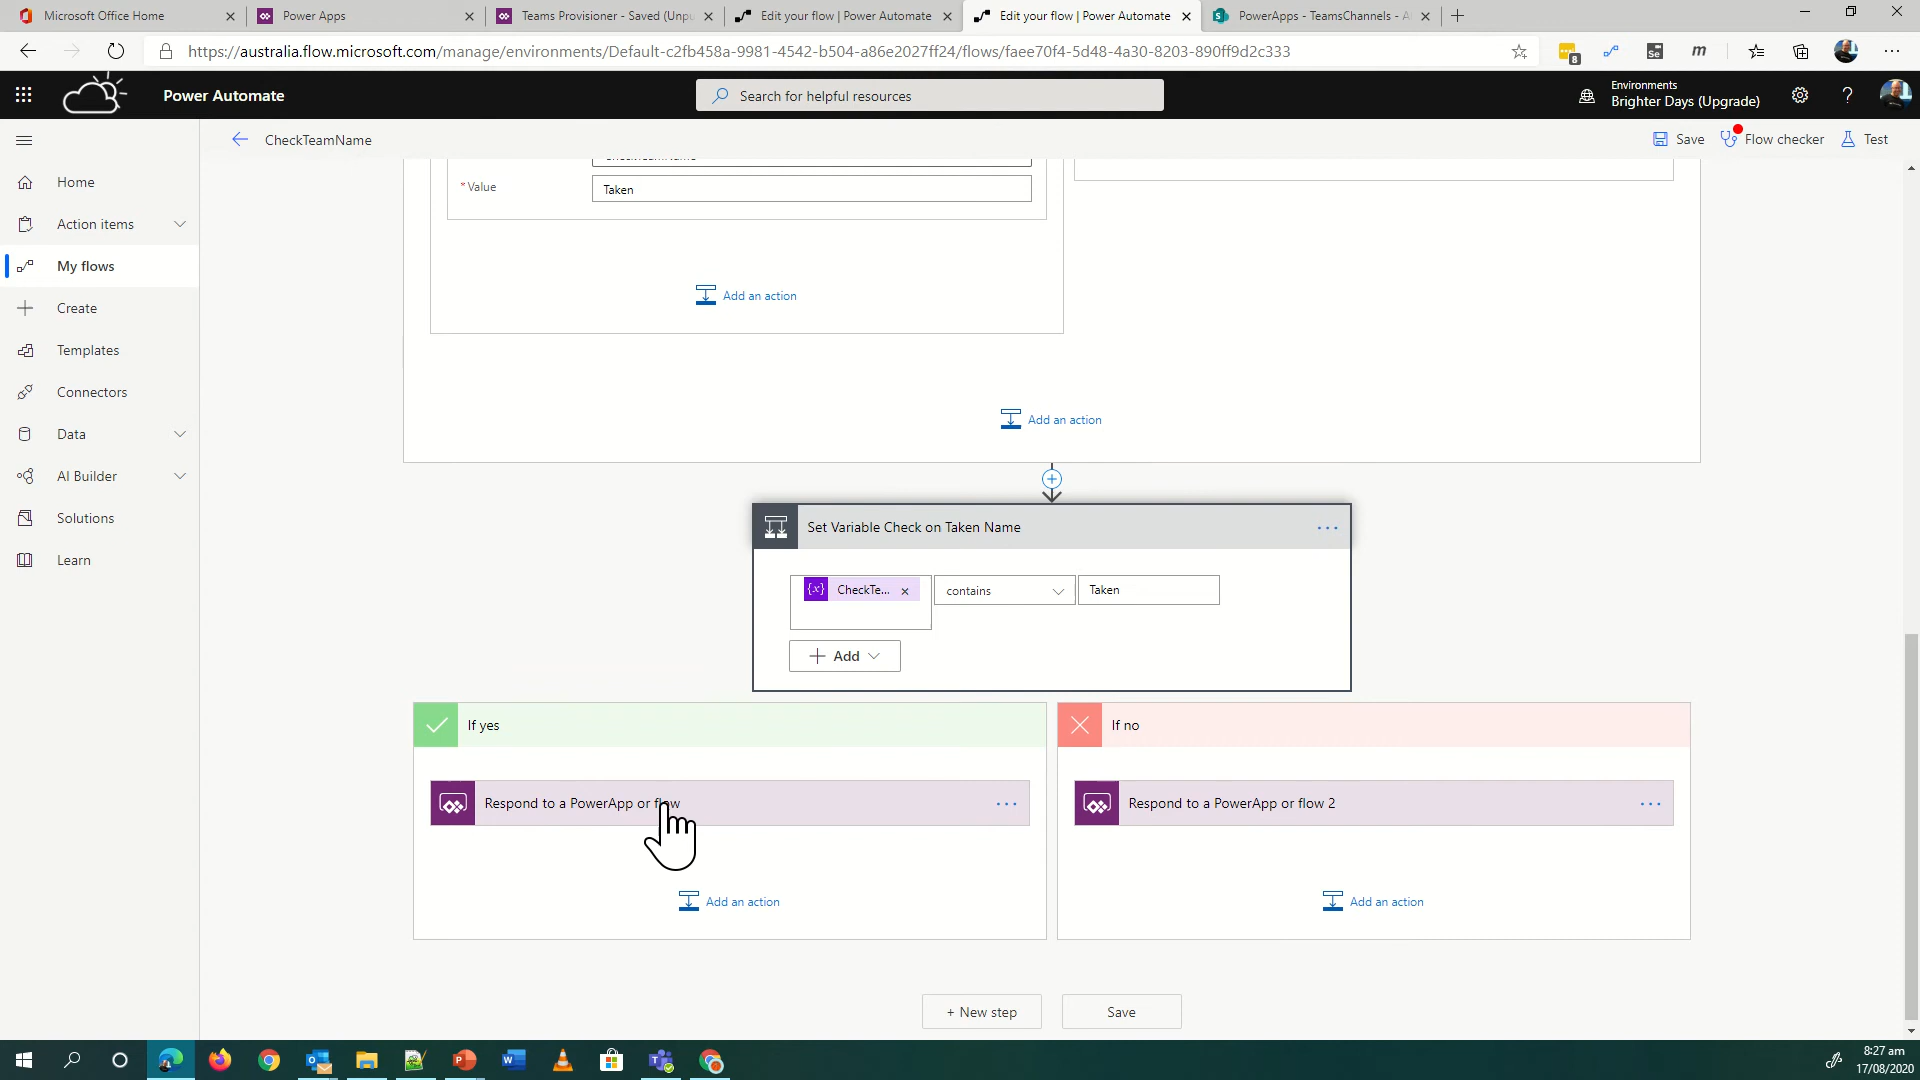 Microsoft Office Home
Power Apps
Teams Provisioner - Saved (Unpu
Edit your flow | Power Automate
Edit your flow | Power Automate
PowerApps - TeamsChannels - A
https://australia.flow.microsoft.com/manage/environments/Default-c2fb458a-9981-4542-b504-a86e2027ff24/flows/faee70f4-5d48-4a30-8203-890ff9d2c333
8
Se
m
Power Automate
Search for helpful resources
Environments
Brighter Days (Upgrade)
CheckTeamName
Save
Flow checker
Test
Home
Action items
My flows
Create
Templates
Connectors
Data
AI Builder
Solutions
Learn
* Value
Taken
Add an action
Add an action
Set Variable Check on Taken Name
CheckTe...
contains
Taken
Add
If yes
If no
Respond to a PowerApp or flow
Respond to a PowerApp or flow 2
Add an action
Add an action
+ New step
Save
8:27 am
17/08/2020